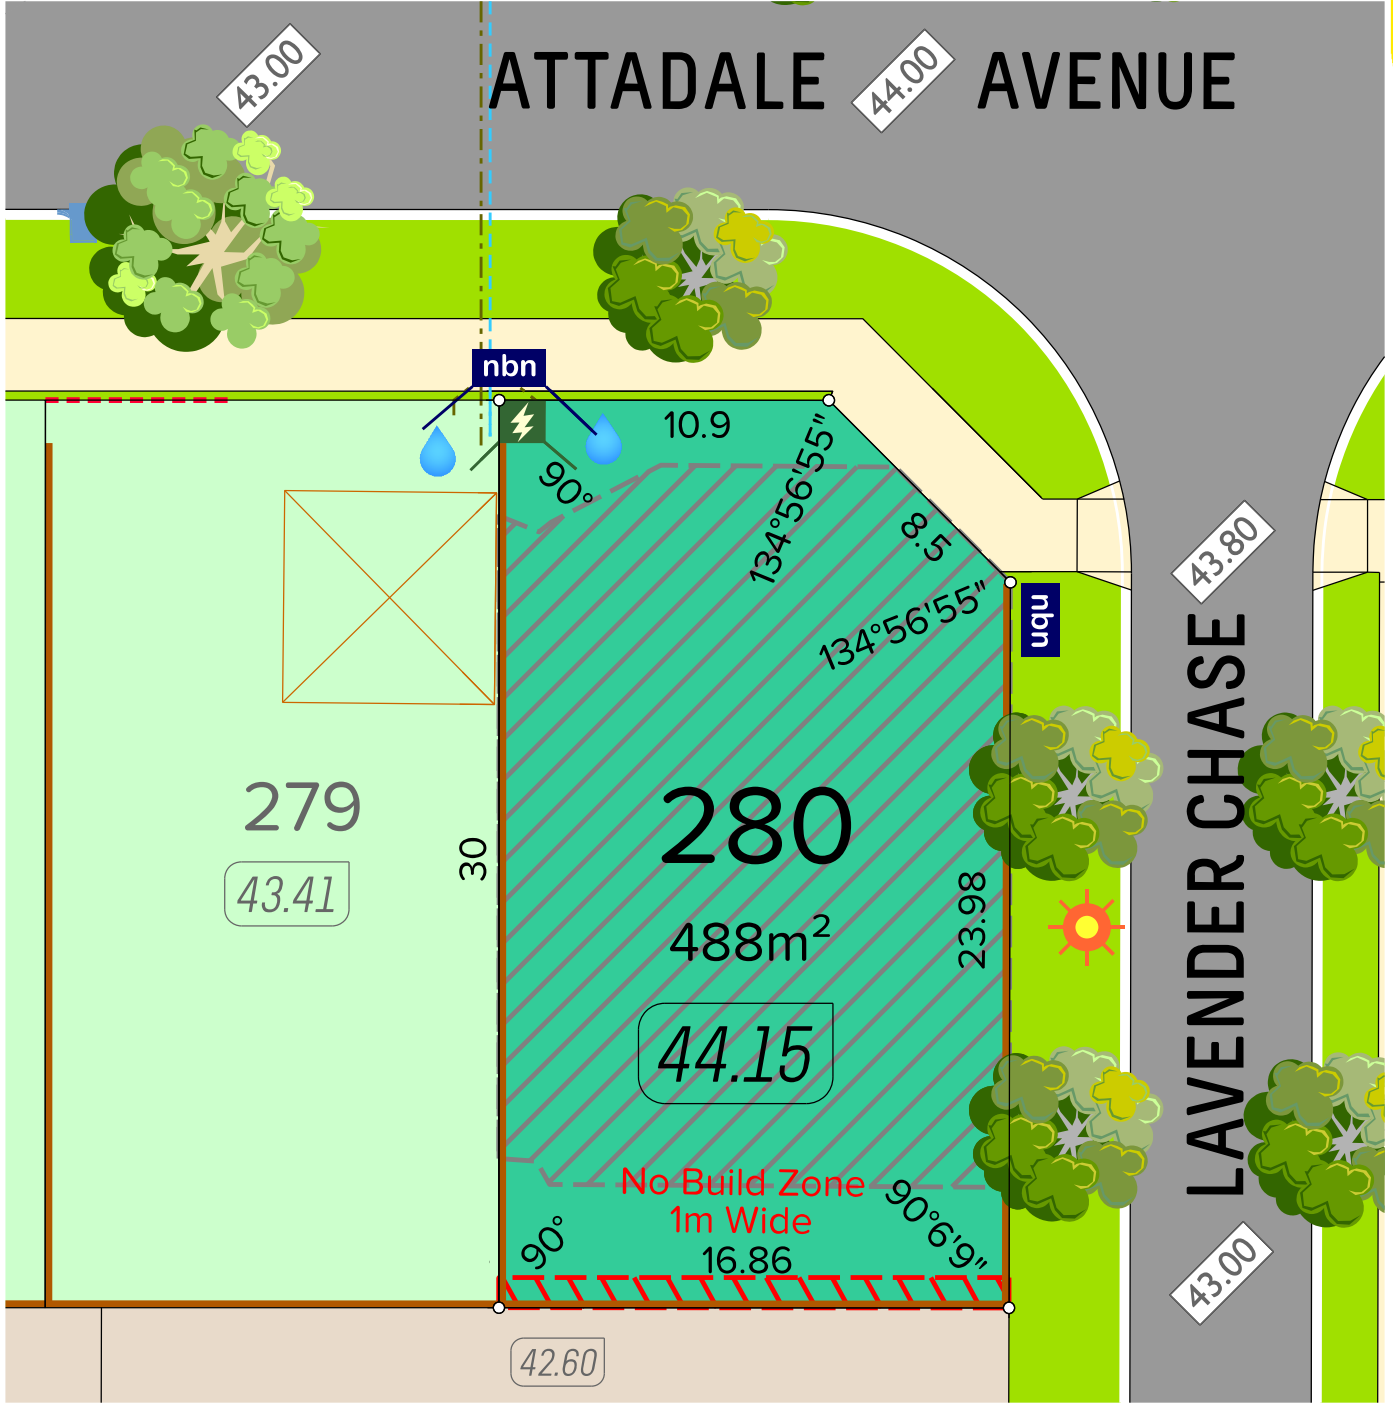 ATTADALE AVENUE
43.00
44.00
nbn
10.9
90°
134°56'55"
8.5
134°56'55"
nbn
43.80
LAVENDER CHASE
279
43.41
30
280
488m²
44.15
23.98
No Build Zone
1m Wide
90°
16.86
90°6'9"
43.00
42.60